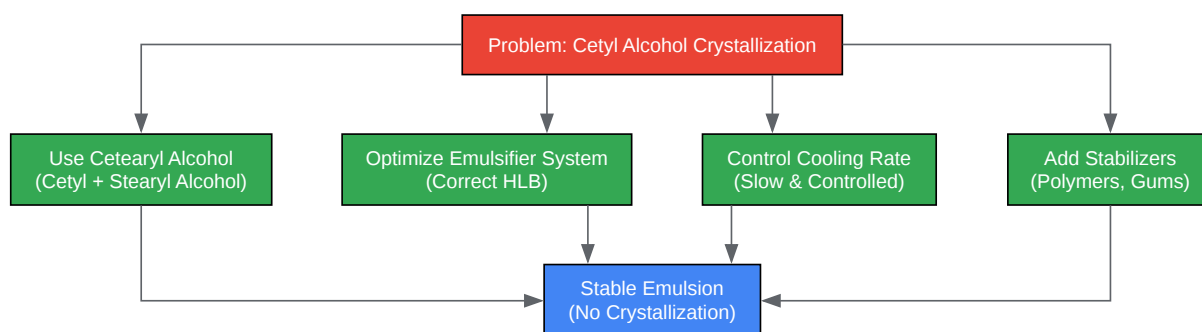 Problem: Cetyl Alcohol Crystallization
Use Cetearyl Alcohol
(Cetyl + Stearyl Alcohol)
Optimize Emulsifier System
(Correct HLB)
Control Cooling Rate
(Slow & Controlled)
Add Stabilizers
(Polymers, Gums)
Stable Emulsion
(No Crystallization)